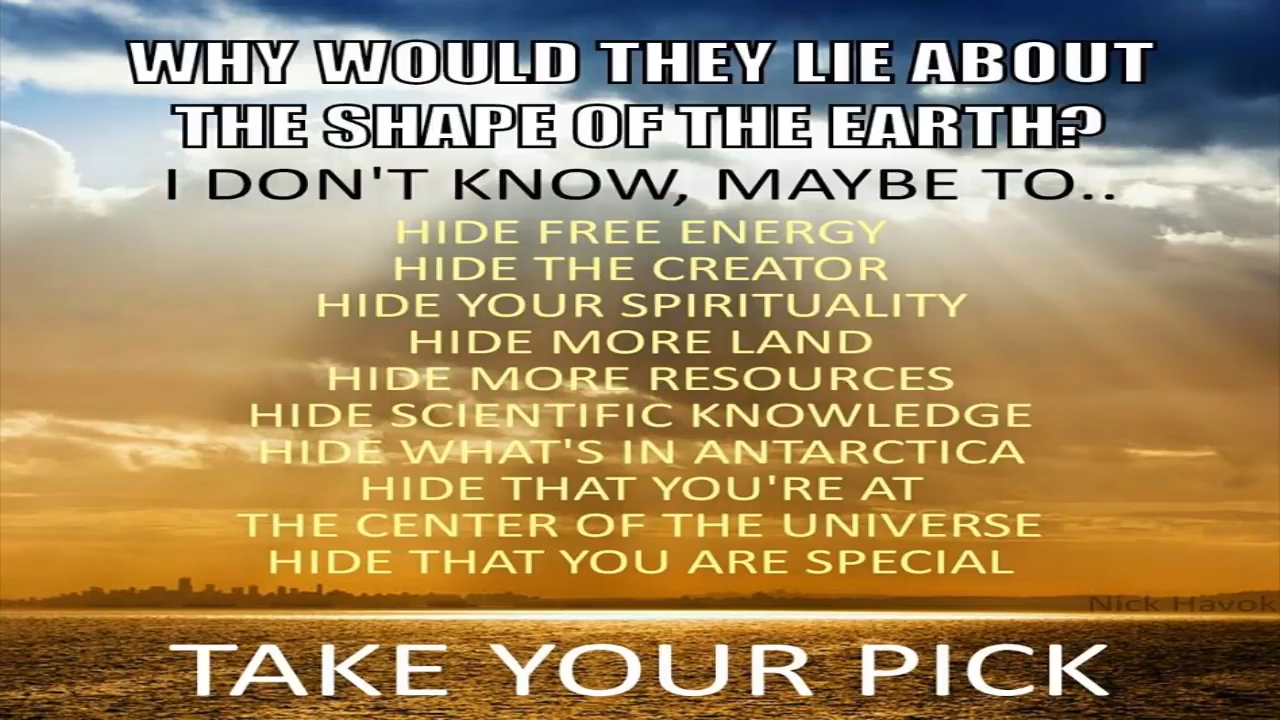 WHY WOULD THEY LIE ABOUT
THE SHAPE OF THE EARTH?
I DON'T KNOW, MAYBE TO..
HIDE FREE ENERGY
HIDE THE CREATOR
HIDE YOUR SPIRITUALITY
HIDE MORE LAND
HIDE MORE RESOURCES
HIDE SCIENTIFIC KNOWLEDGE
HIDE WHAT'S IN ANTARCTICA
HIDE THAT YOU'RE AT
THE CENTER OF THE UNIVERSE
HIDE THAT YOU ARE SPECIAL
Nick Havok
TAKE YOUR PICK